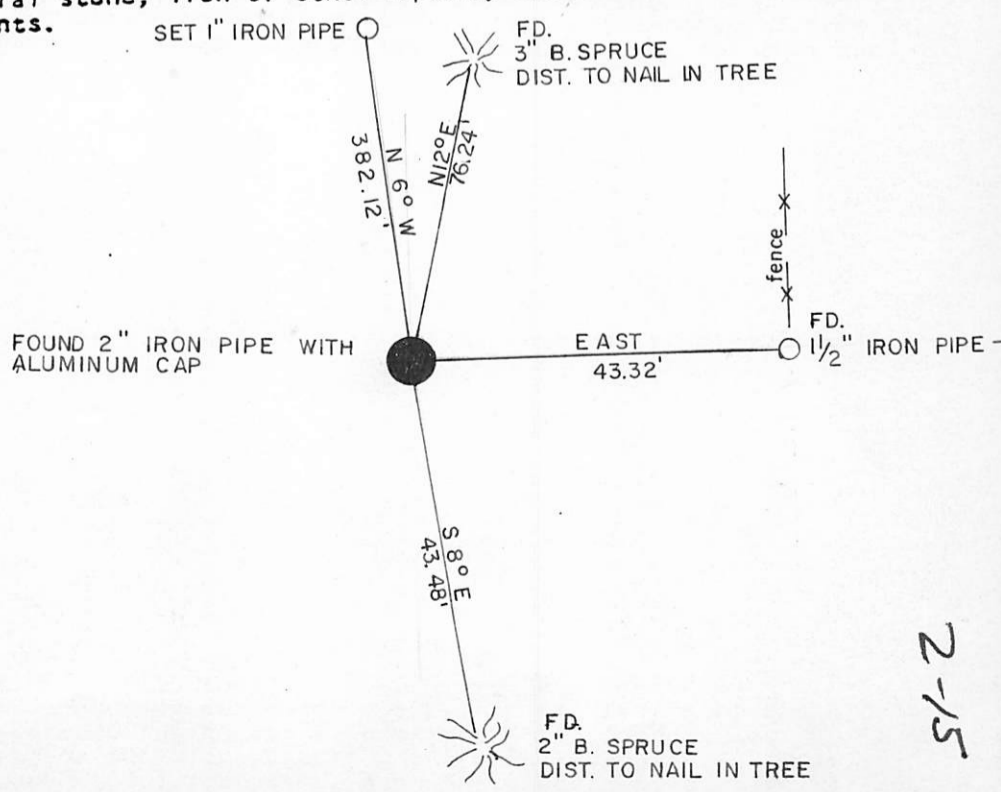 nts.
SET 1" IRON PIPE
FD.
3" B. SPRUCE
DIST. TO NAIL IN TREE
N 6° W
382.12'
N12°E
76.24'
fence
FOUND 2" IRON PIPE WITH
ALUMINUM CAP
EAST
43.32'
FD.
1 1/2" IRON PIPE -
S 8° E
43.48'
FD.
2" B. SPRUCE
DIST. TO NAIL IN TREE
2-15